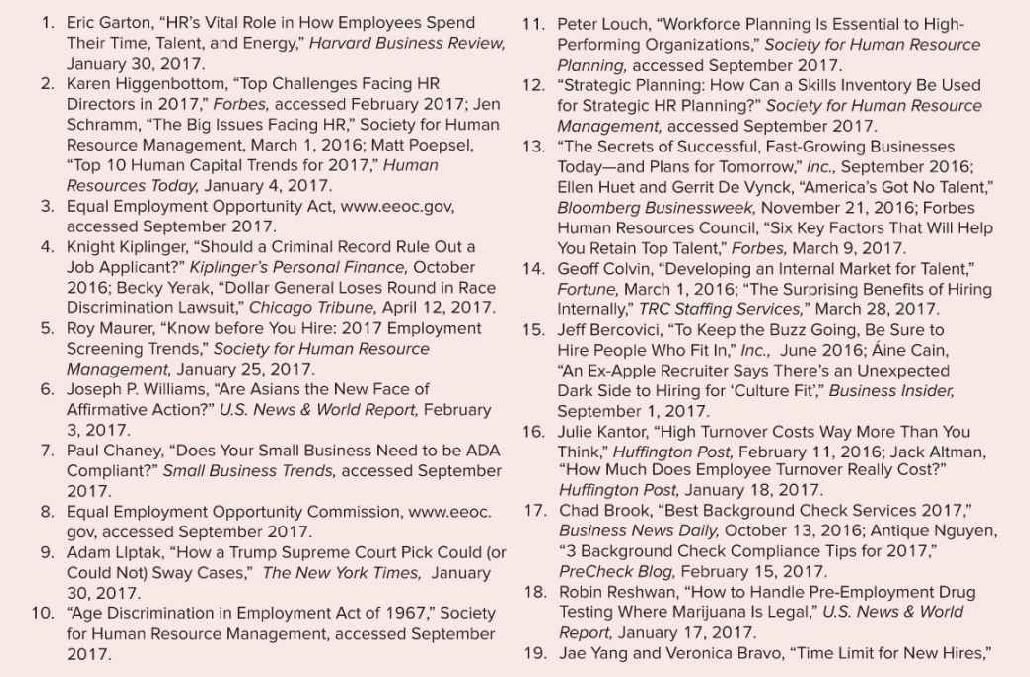 1. Eric Garton, “HR’s Vital Role in How Employees Spend
Their Time, Talent, and Energy,” Harvard Business Review,
January 30, 2017.
2. Karen Higgenbottom, “Top Challenges Facing HR
Directors in 2017,” Forbes, accessed February 2017; Jen
Schramm, “The Big Issues Facing HR,” Society for Human
Resource Management, March 1, 2016; Matt Poepsel,
“Top 10 Human Capital Trends for 2017,” Human
Resources Today, January 4, 2017.
3. Equal Employment Opportunity Act, www.eeoc.gov,
accessed September 2017.
4. Knight Kiplinger, “Should a Criminal Record Rule Out a
Job Applicant?” Kiplinger’s Personal Finance, October
2016; Becky Yerak, “Dollar General Loses Round in Race
Discrimination Lawsuit,” Chicago Tribune, April 12, 2017.
5. Roy Maurer, “Know before You Hire: 2017 Employment
Screening Trends,” Society for Human Resource
Management, January 25, 2017.
6. Joseph P. Williams, “Are Asians the New Face of
Affirmative Action?” U.S. News & World Report, February
3, 2017.
7. Paul Chaney, “Does Your Small Business Need to be ADA
Compliant?” Small Business Trends, accessed September
2017.
8. Equal Employment Opportunity Commission, www.eeoc.
gov, accessed September 2017.
9. Adam LIptak, “How a Trump Supreme Court Pick Could (or
Could Not) Sway Cases,” The New York Times, January
30, 2017.
10. “Age Discrimination in Employment Act of 1967,” Society
for Human Resource Management, accessed September
2017.
11. Peter Louch, “Workforce Planning Is Essential to High-
Performing Organizations,” Society for Human Resource
Planning, accessed September 2017.
12. “Strategic Planning: How Can a Skills Inventory Be Used
for Strategic HR Planning?” Society for Human Resource
Management, accessed September 2017.
13. “The Secrets of Successful, Fast-Growing Businesses
Today—and Plans for Tomorrow,” inc., September 2016;
Ellen Huet and Gerrit De Vynck, “America’s Got No Talent,”
Bloomberg Businessweek, November 21, 2016; Forbes
Human Resources Council, “Six Key Factors That Will Help
You Retain Top Talent,” Forbes, March 9, 2017.
14. Geoff Colvin, “Developing an Internal Market for Talent,”
Fortune, March 1, 2016; “The Surprising Benefits of Hiring
Internally,” TRC Staffing Services,” March 28, 2017.
15. Jeff Bercovici, “To Keep the Buzz Going, Be Sure to
Hire People Who Fit In,” Inc., June 2016; Áine Cain,
“An Ex-Apple Recruiter Says There’s an Unexpected
Dark Side to Hiring for ‘Culture Fit’,” Business Insider,
September 1, 2017.
16. Julie Kantor, “High Turnover Costs Way More Than You
Think,” Huffington Post, February 11, 2016; Jack Altman,
“How Much Does Employee Turnover Really Cost?”
Huffington Post, January 18, 2017.
17. Chad Brook, “Best Background Check Services 2017,”
Business News Daily, October 13, 2016; Antique Nguyen,
“3 Background Check Compliance Tips for 2017,”
PreCheck Blog, February 15, 2017.
18. Robin Reshwan, “How to Handle Pre-Employment Drug
Testing Where Marijuana Is Legal,” U.S. News & World
Report, January 17, 2017.
19. Jae Yang and Veronica Bravo, “Time Limit for New Hires,”